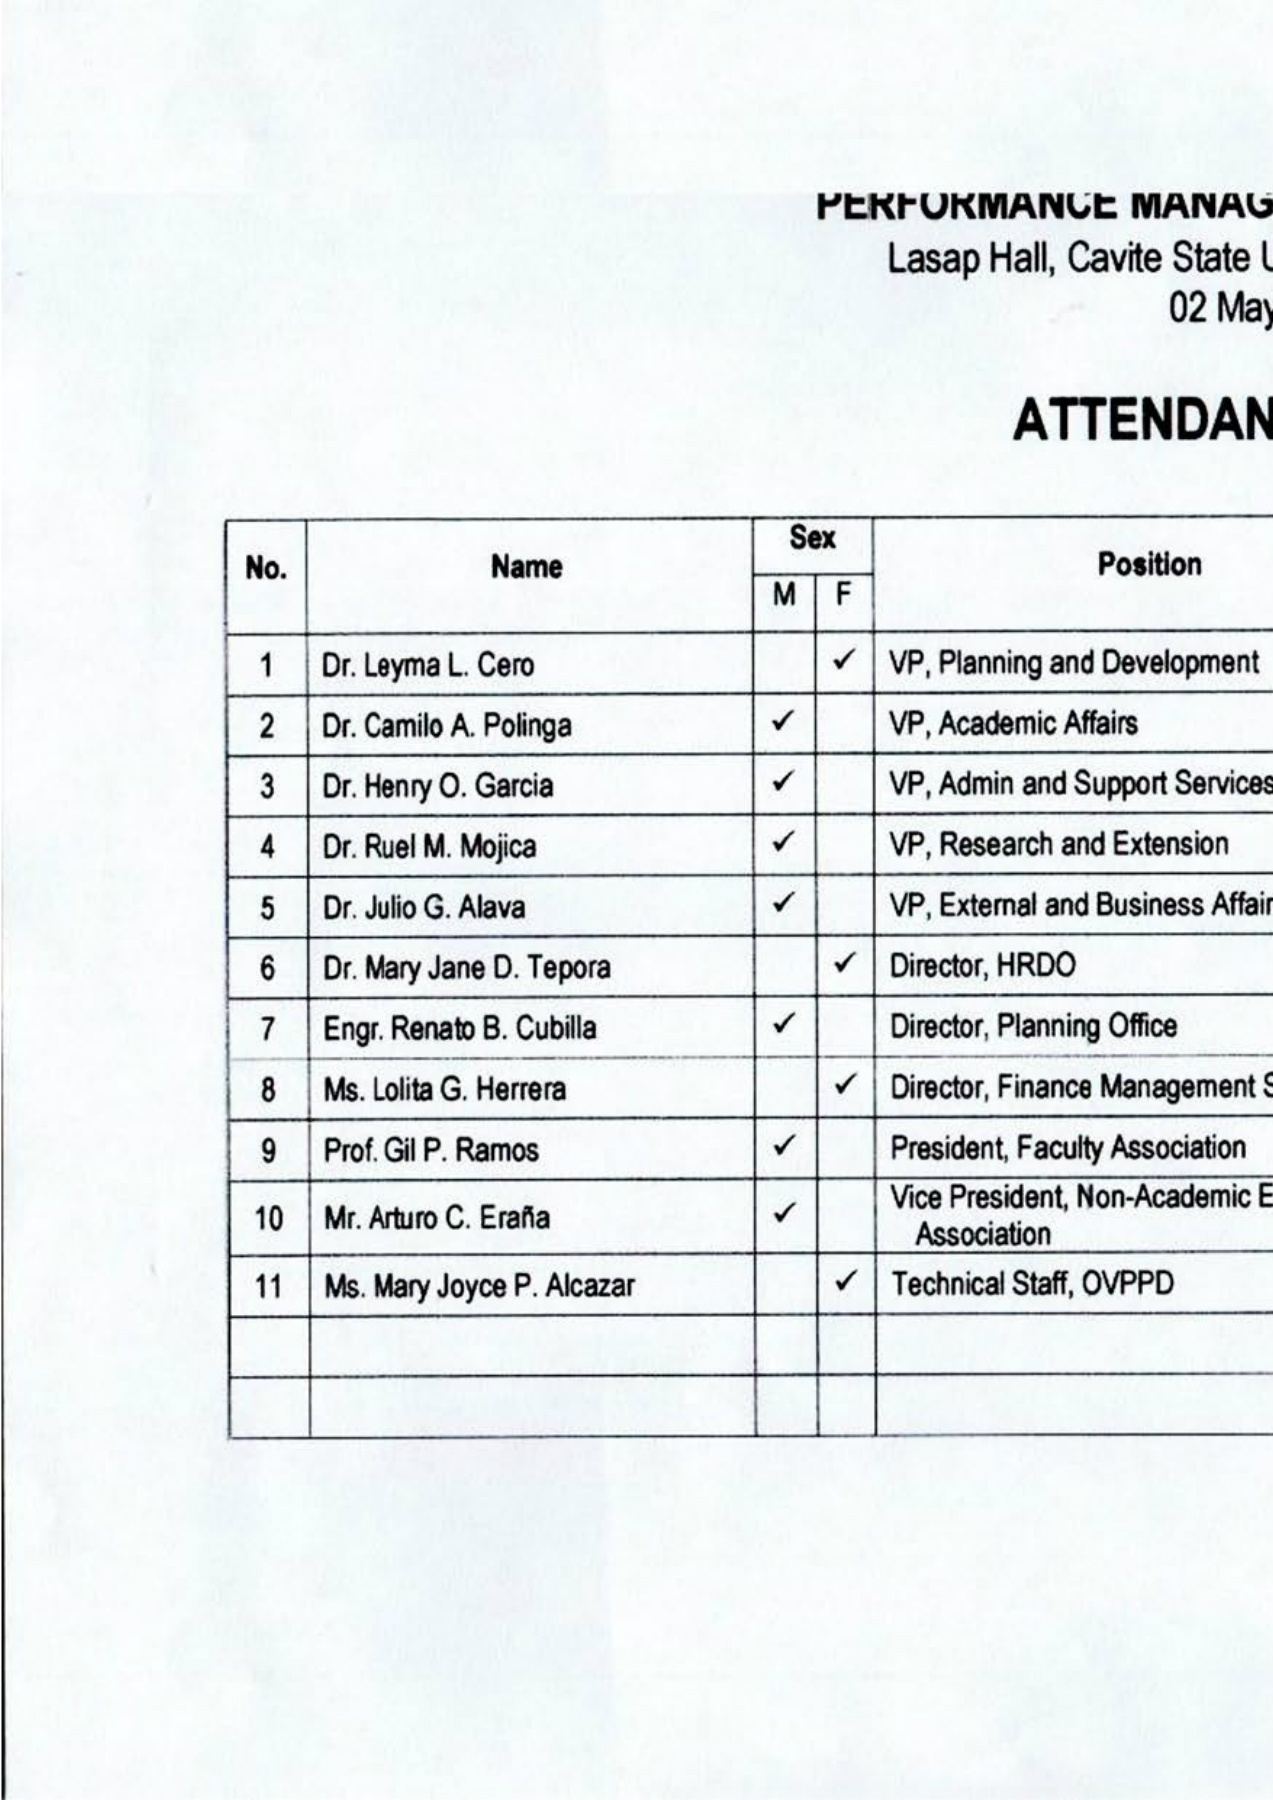 PERFORMANCE MANAG
Lasap Hall, Cavite State U
02 May
ATTENDAN
No. Name Sex Position
M F
1 Dr. Leyma L. Cero ✓ VP, Planning and Development
2 Dr. Camilo A. Polinga ✓ VP, Academic Affairs
3 Dr. Henry O. Garcia ✓ VP, Admin and Support Services
4 Dr. Ruel M. Mojica ✓ VP, Research and Extension
5 Dr. Julio G. Alava ✓ VP, External and Business Affair
6 Dr. Mary Jane D. Tepora ✓ Director, HRDO
7 Engr. Renato B. Cubilla ✓ Director, Planning Office
8 Ms. Lolita G. Herrera ✓ Director, Finance Management S
9 Prof. Gil P. Ramos ✓ President, Faculty Association
10 Mr. Arturo C. Eraña ✓ Vice President, Non-Academic E
Association
11 Ms. Mary Joyce P. Alcazar ✓ Technical Staff, OVPPD